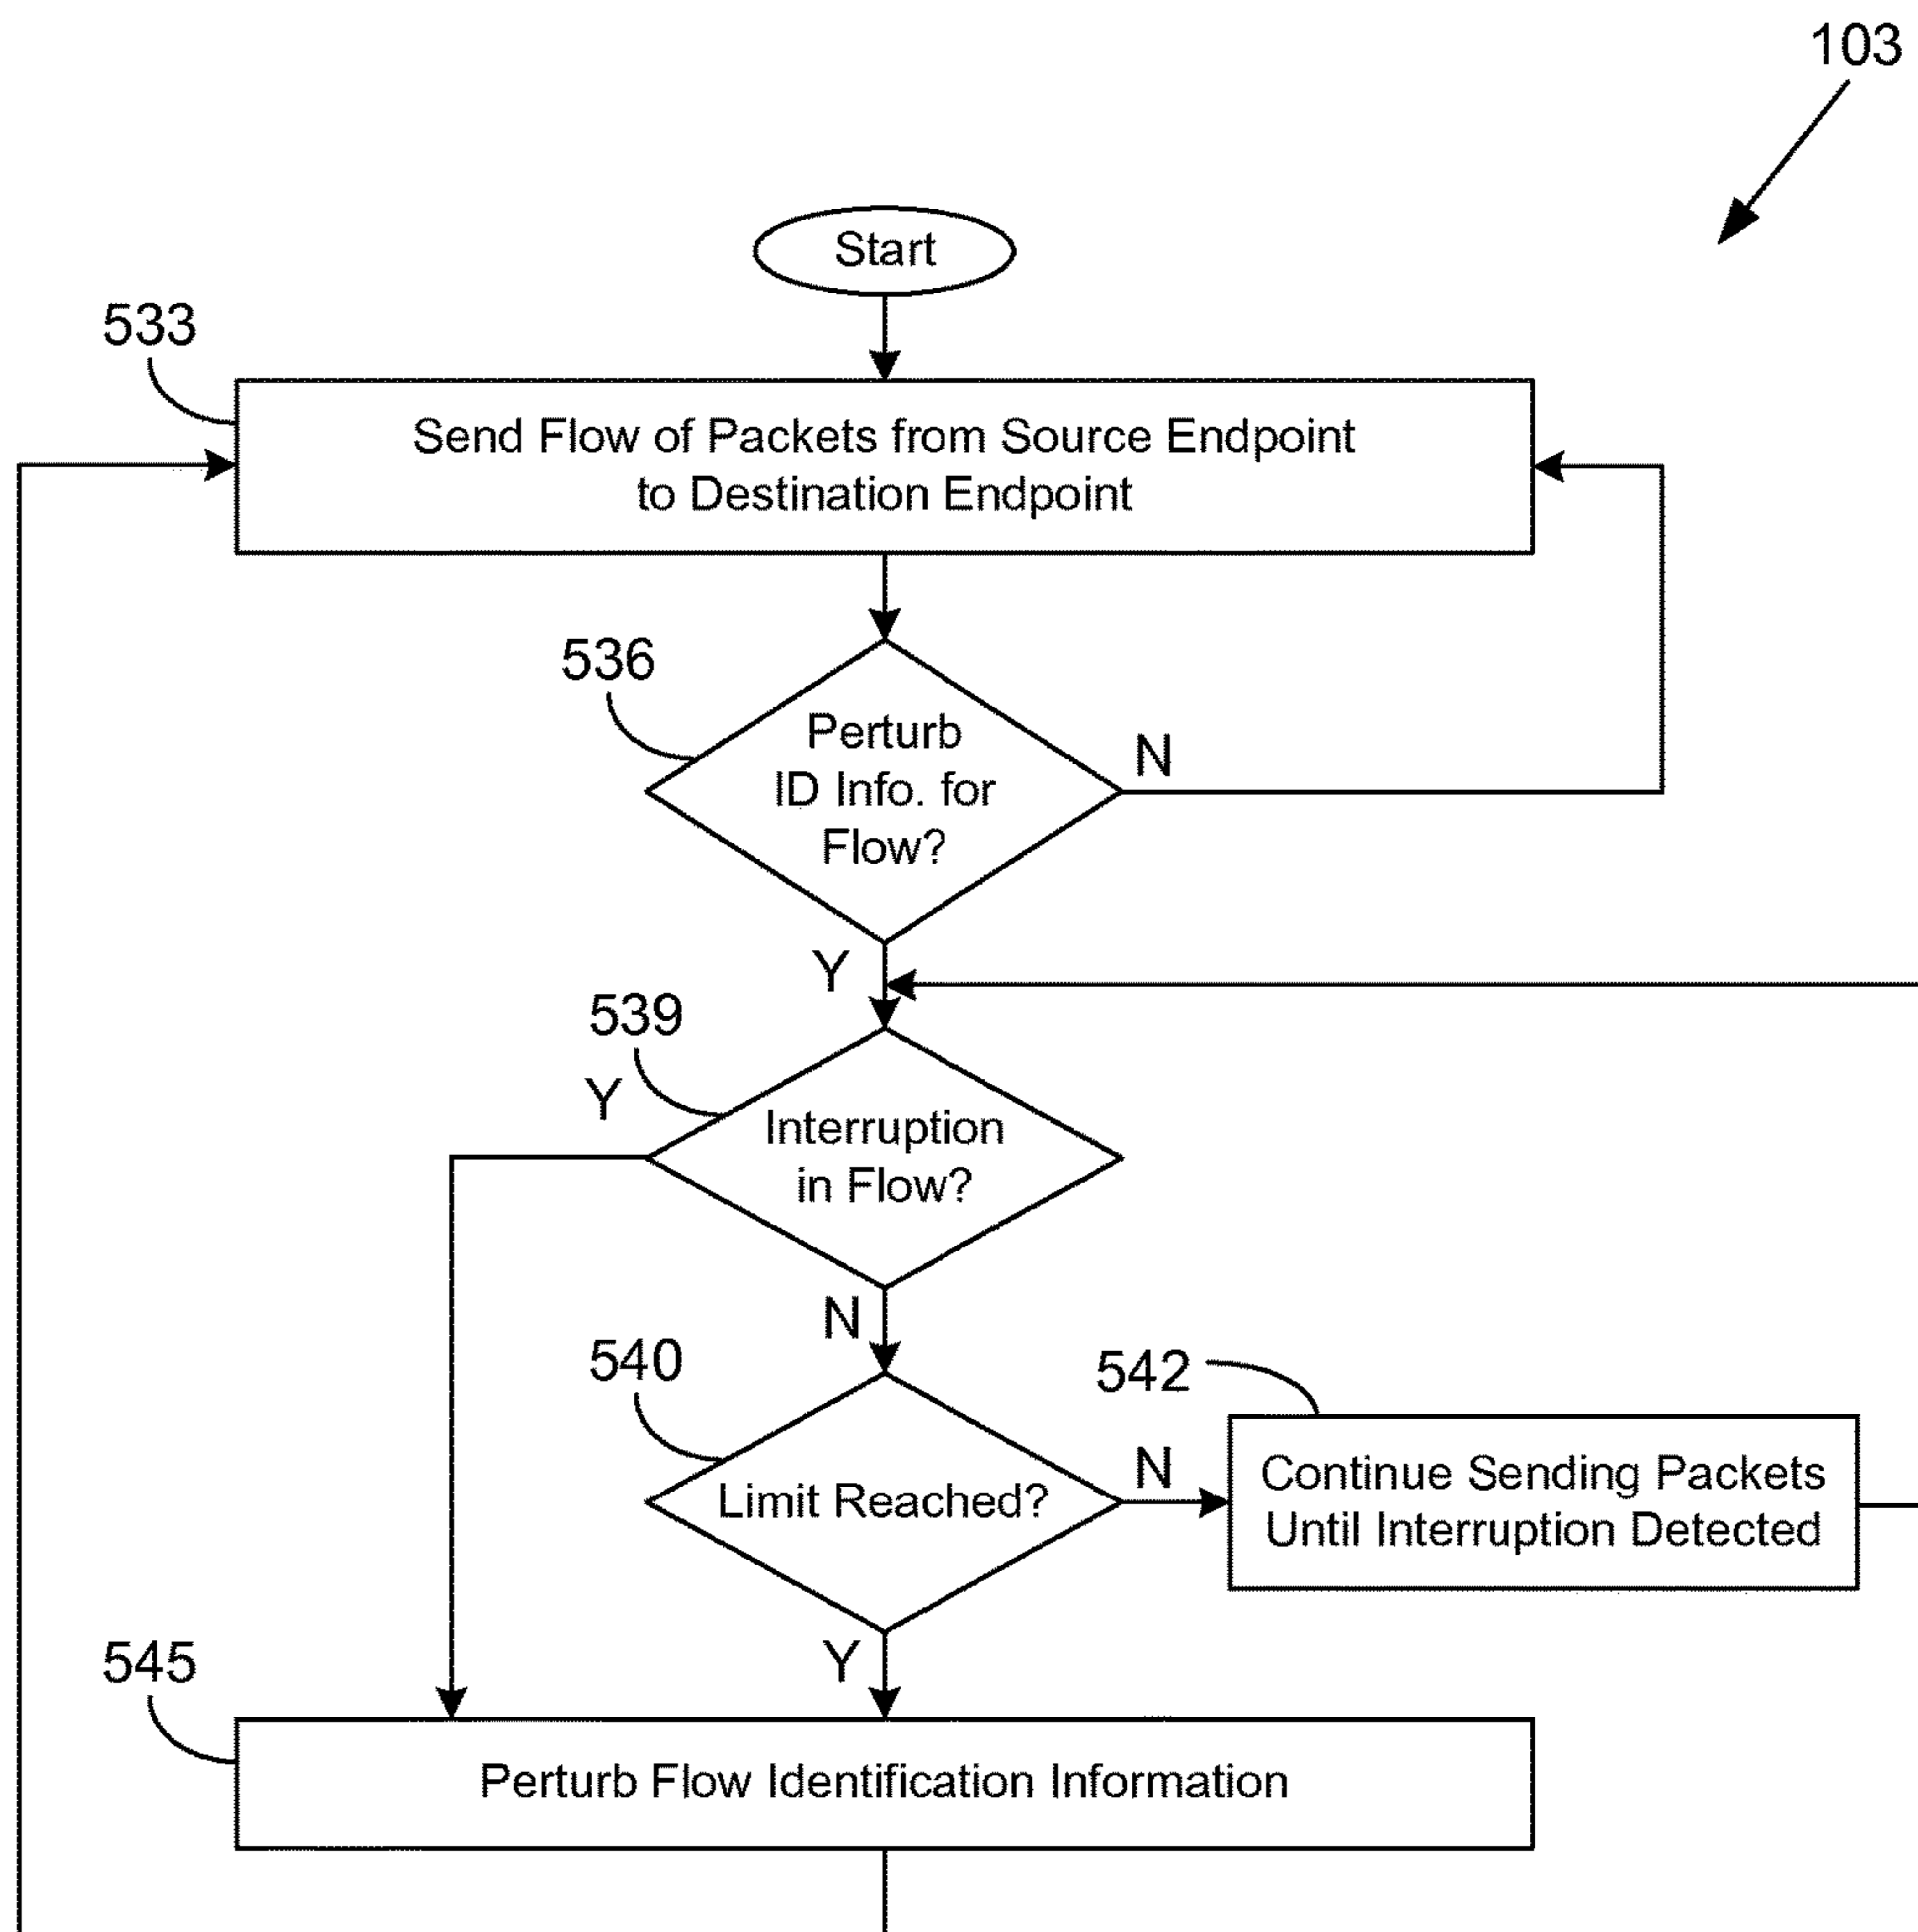 103
Start
533
Send Flow of Packets from Source Endpoint
to Destination Endpoint
536
Perturb
ID Info. for
Flow?
N
Y
539
Y
Interruption
in Flow?
N
540
542
Limit Reached?
N
Continue Sending Packets
Until Interruption Detected
Y
545
Perturb Flow Identification Information